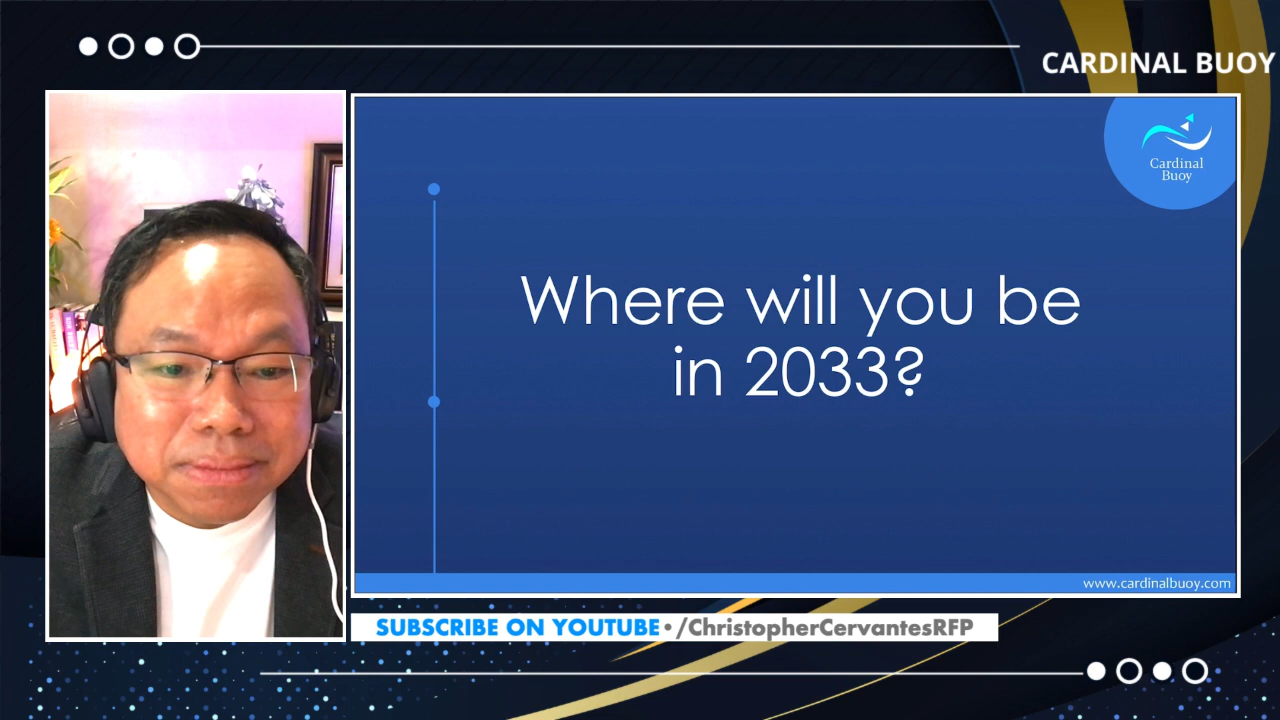 CARDINAL BUOY
Cardinal
Buoy
Where will you be
in 2033?
www.cardinalbuoy.com
SUBSCRIBE ON YOUTUBE • /ChristopherCervantesRFP